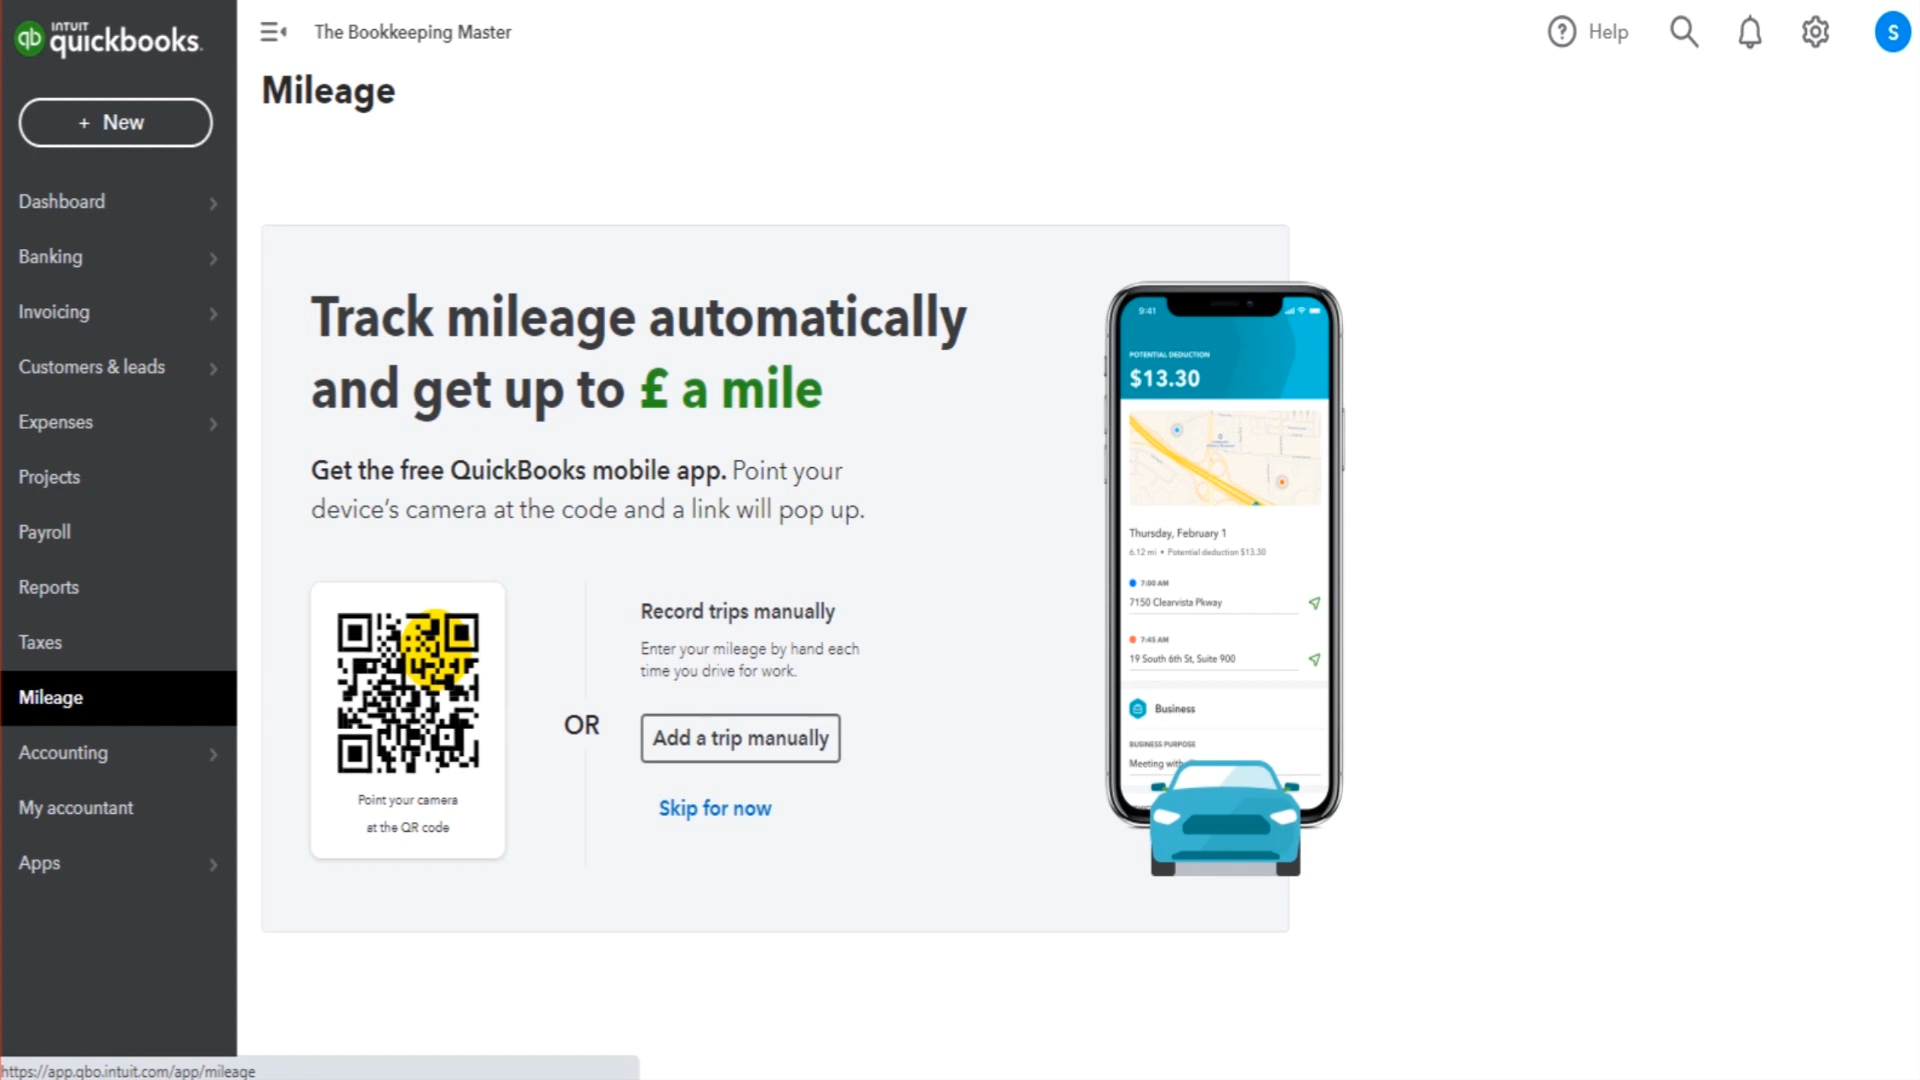 INTUIT
quickbooks.
qb
The Bookkeeping Master
Help
S
Mileage
+ New
Dashboard
Banking
Invoicing
Customers & leads
Expenses
Projects
Payroll
Reports
Taxes
Mileage
Accounting
My accountant
Apps
Track mileage automatically
and get up to £ a mile
Get the free QuickBooks mobile app. Point your
device's camera at the code and a link will pop up.
Point your camera
at the QR code
OR
Record trips manually
Enter your mileage by hand each
time you drive for work.
Add a trip manually
Skip for now
9:41
POTENTIAL DEDUCTION
$13.30
Thursday, February 1
6.12 mi • Potential deduction $13.30
7:00 AM
7150 Clearvista Pkway
7:45 AM
19 South 6th St, Suite 900
Business
BUSINESS PURPOSE
Meeting with
https://app.qbo.intuit.com/app/mileage